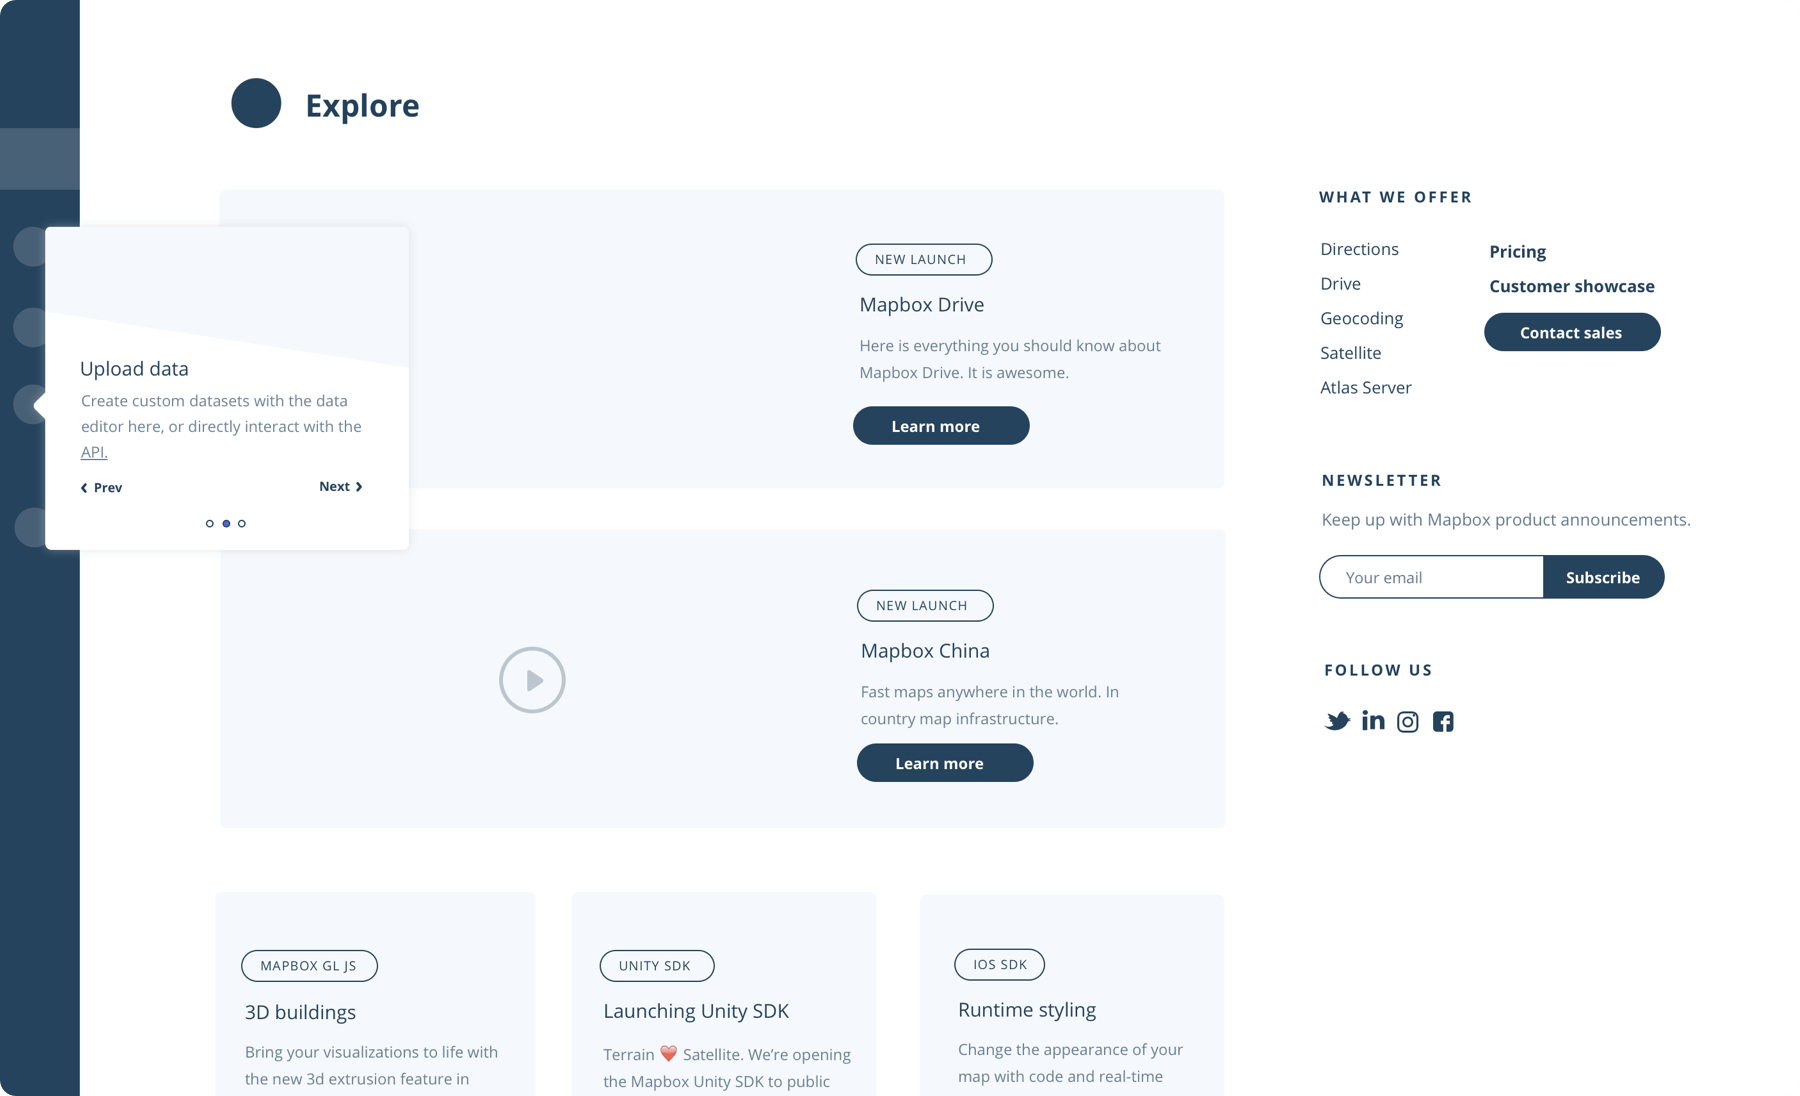 Explore
Upload data
Create custom datasets with the data
editor here, or directly interact with the
API.
Prev
Next
NEW LAUNCH
Mapbox Drive
Here is everything you should know about
Mapbox Drive. It is awesome.
Learn more
NEW LAUNCH
Mapbox China
Fast maps anywhere in the world. In
country map infrastructure.
Learn more
MAPBOX GL JS
3D buildings
Bring your visualizations to life with
the new 3d extrusion feature in
UNITY SDK
Launching Unity SDK
Terrain ❤️ Satellite. We’re opening
the Mapbox Unity SDK to public
IOS SDK
Runtime styling
Change the appearance of your
map with code and real-time
WHAT WE OFFER
Directions
Drive
Geocoding
Satellite
Atlas Server
Pricing
Customer showcase
Contact sales
NEWSLETTER
Keep up with Mapbox product announcements.
Your email
Subscribe
FOLLOW US